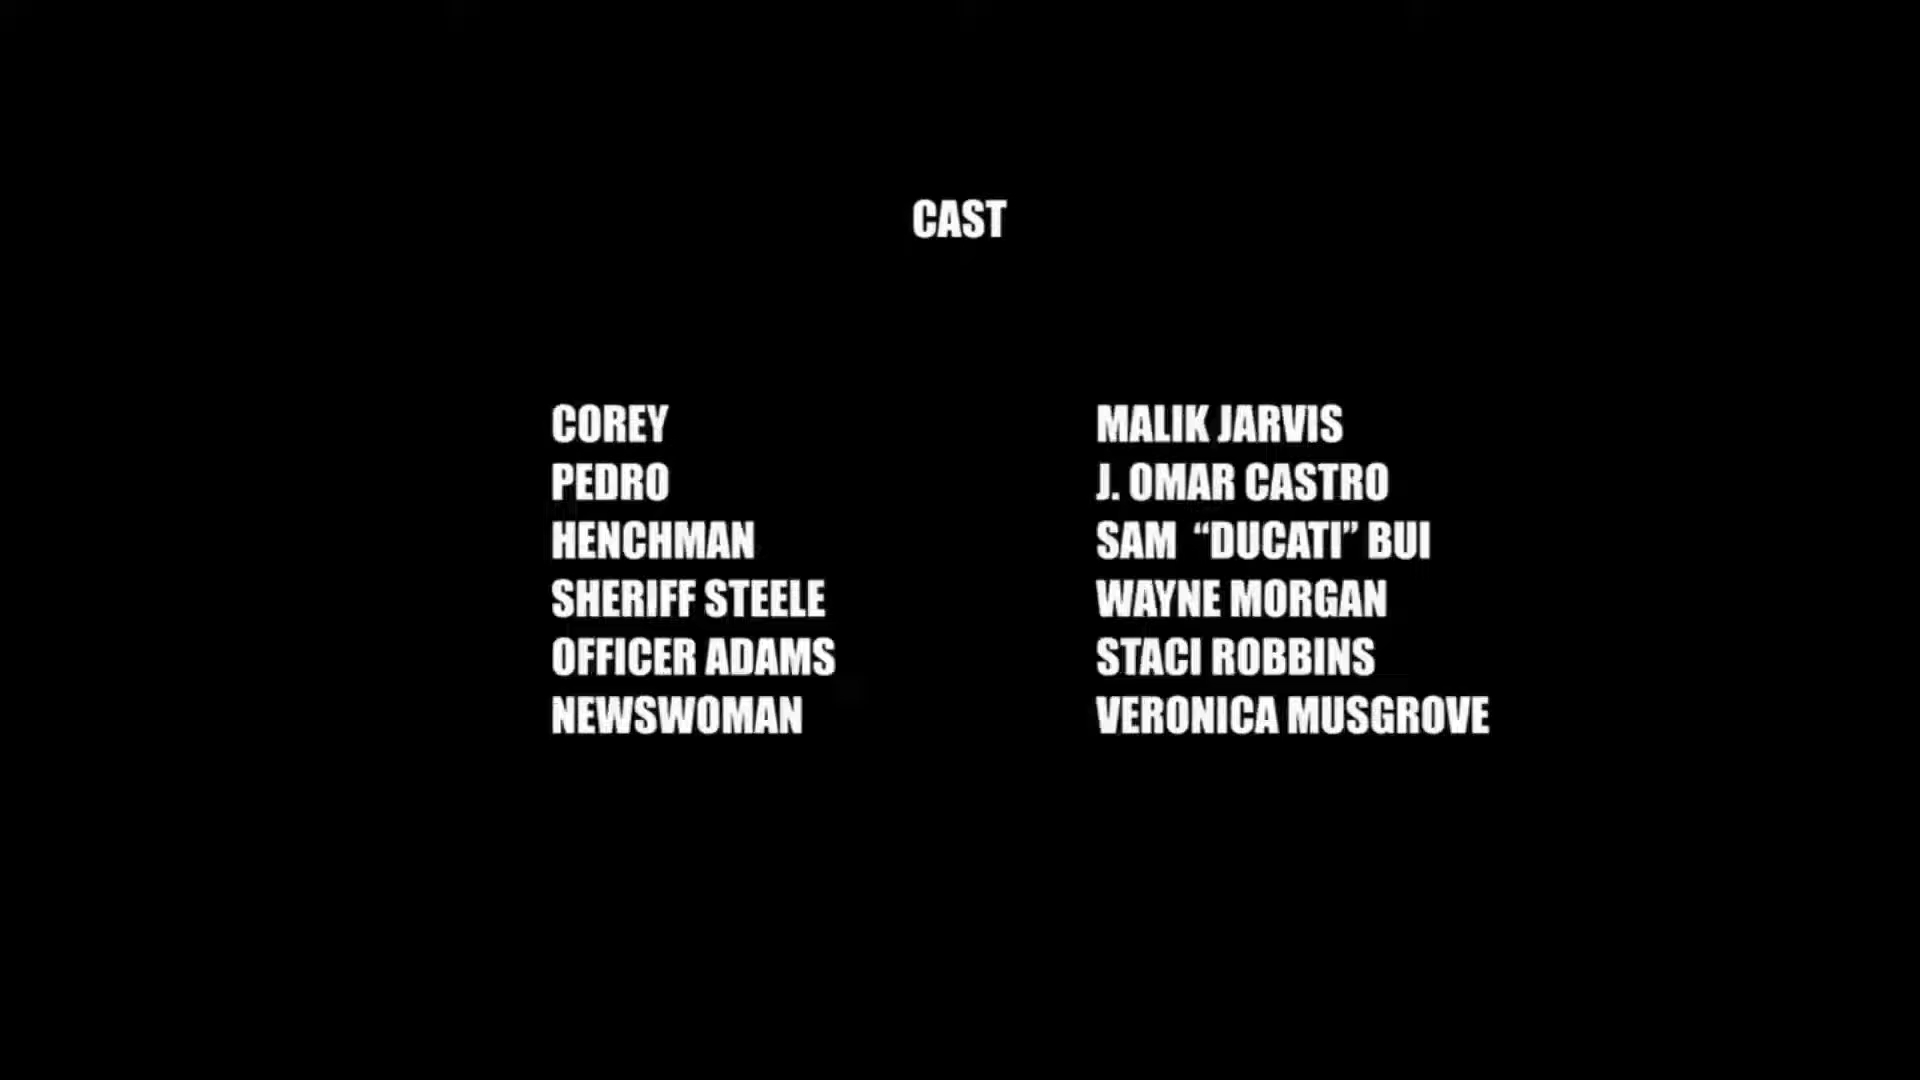 CAST
COREY MALIK JARVIS
PEDRO J. OMAR CASTRO
HENCHMAN SAM “DUCATI” BUI
SHERIFF STEELE WAYNE MORGAN
OFFICER ADAMS STACI ROBBINS
NEWSWOMAN VERONICA MUSGROVE